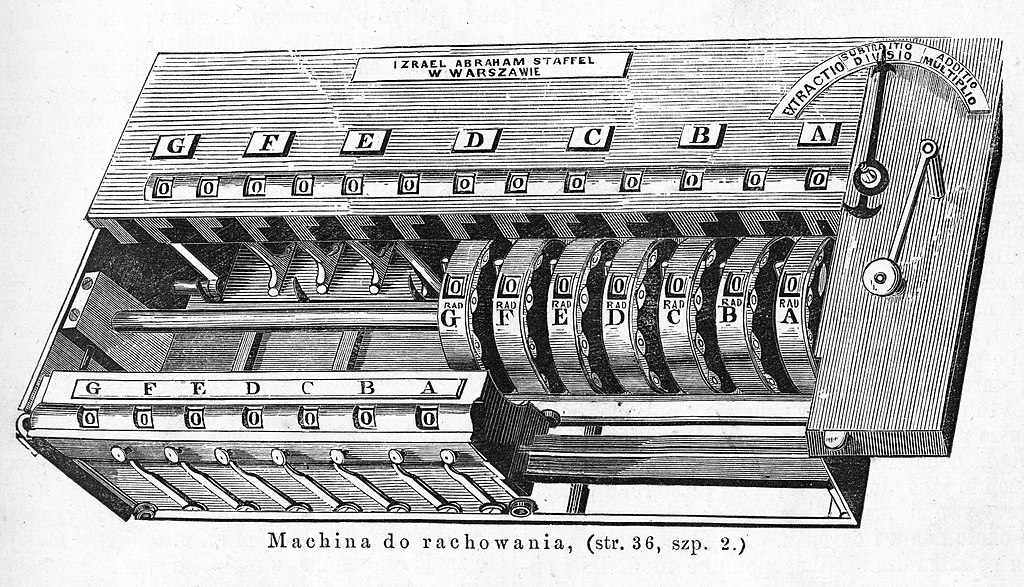 IZRAEL ABRAHAM STAFFEL
W WARSZAWIE
SUBTRAITIO ADDITIO
EXTRACTIO DIVISIO MULTIPLIO
G F E D C B A
0 0 0 0 0 0 0 0 0 0 0 0 0
0 0 0 0 0 0 0
RAD RAD RAD RAD RAD RAD RAD
G F E D C B A
G F E D C B A
0 0 0 0 0 0 0
Machina do rachowania, (str. 36, szp. 2.)